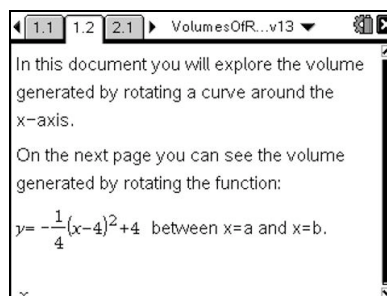 1.1 1.2 2.1 VolumesOfR...v13
In this document you will explore the volume
generated by rotating a curve around the
x-axis.
On the next page you can see the volume
generated by rotating the function:
y= -1/4(x-4)²+4 between x=a and x=b.